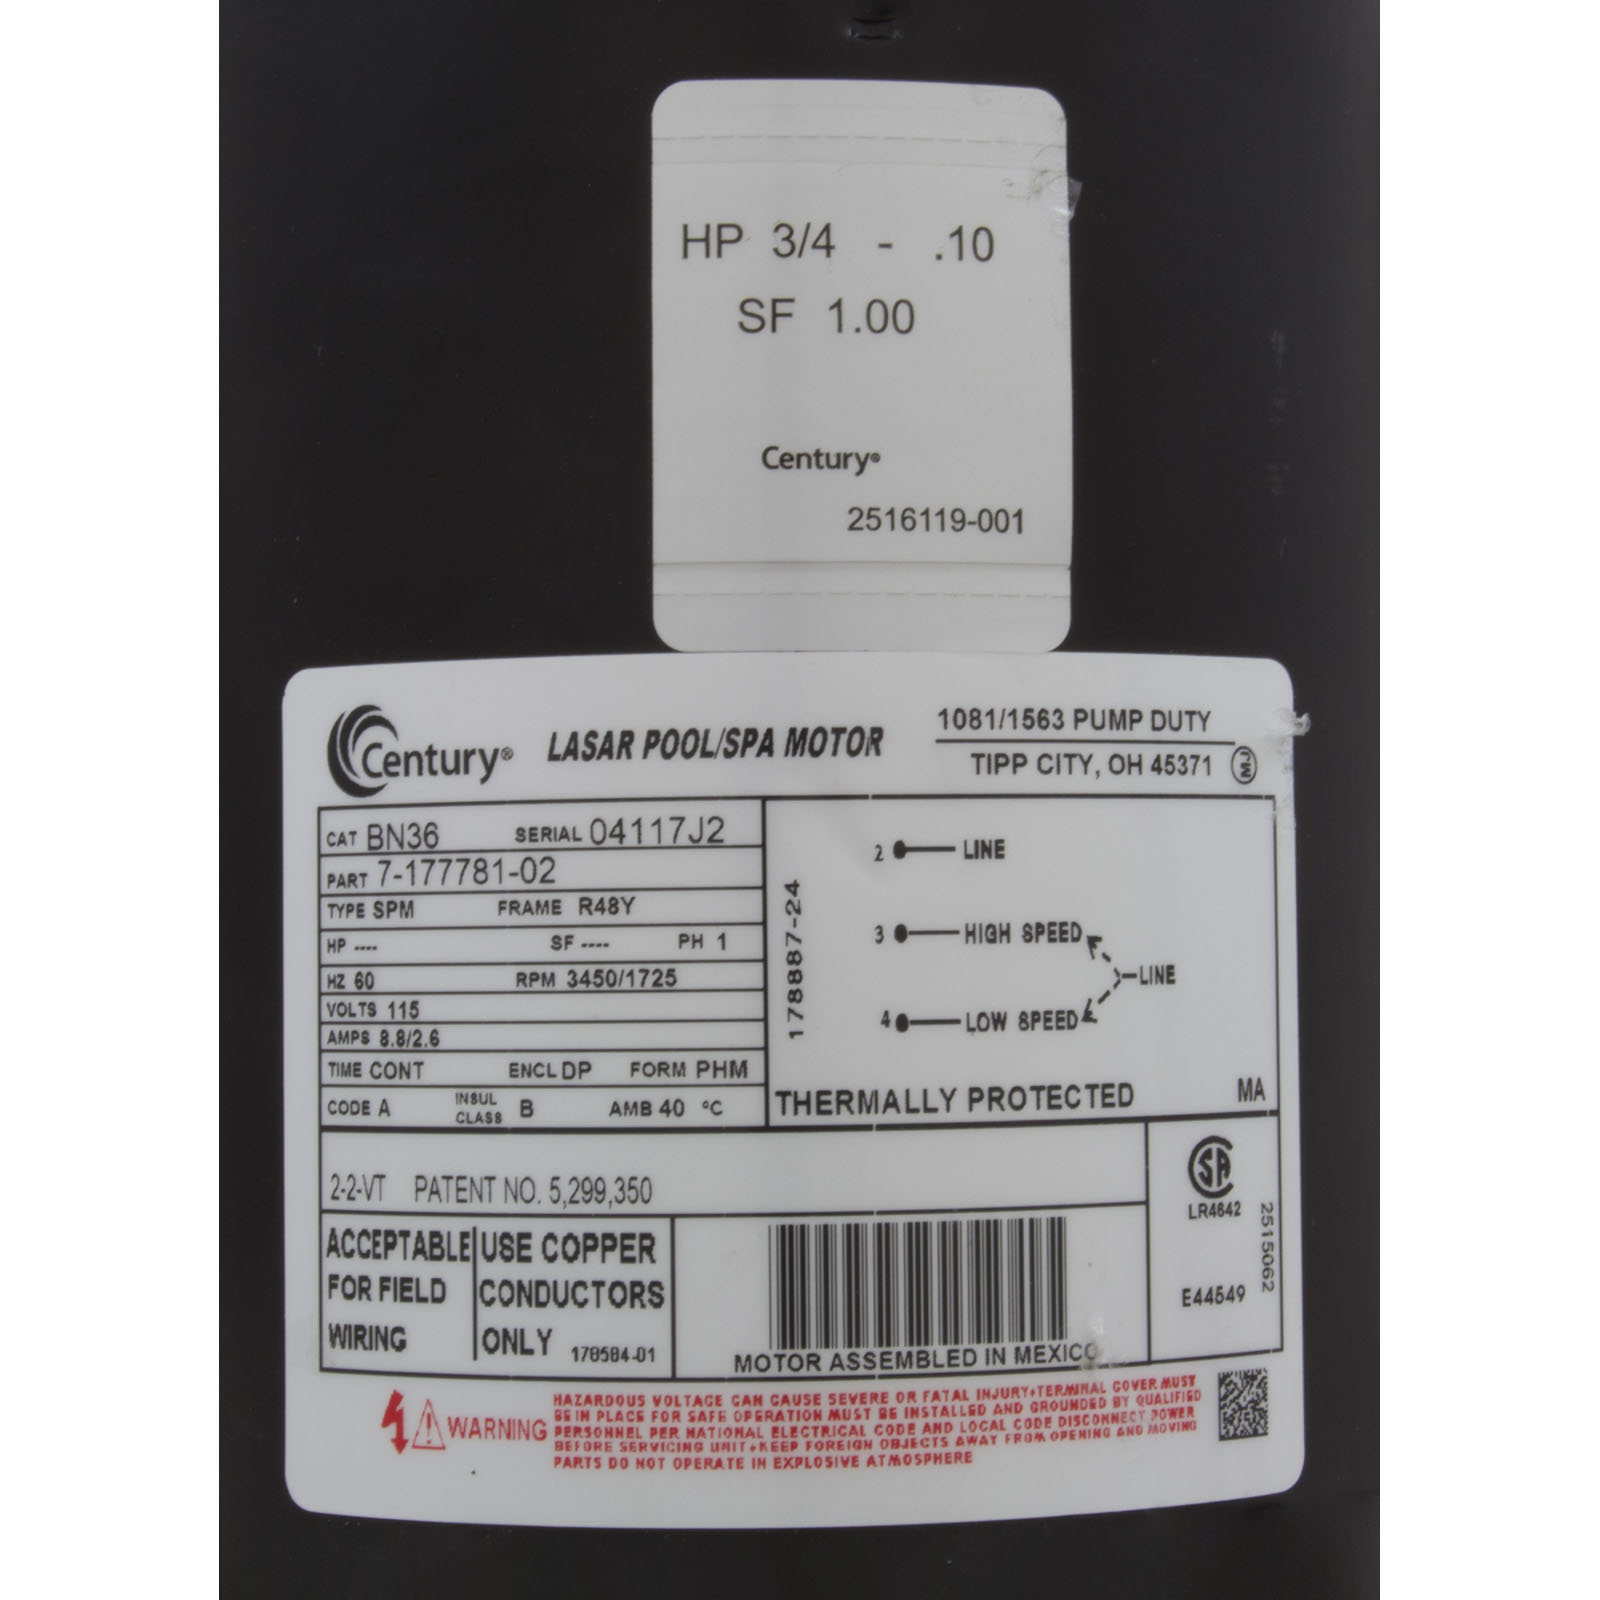 HP 3/4 - .10
SF 1.00
Century®
2516119-001
Century® LASAR POOL/SPA MOTOR
1081/1563 PUMP DUTY
TIPP CITY, OH 45371 MJ
CAT BN36 SERIAL 04117J2
PART 7-177781-02
TYPE SPM FRAME R48Y
HP ---- SF ---- PH 1
HZ 60 RPM 3450/1725
VOLTS 115
AMPS 8.8/2.6
TIME CONT ENCL DP FORM PHM
CODE A INSUL CLASS B AMB 40 °C
178887-24
2 LINE
3 HIGH SPEED
LINE
4 LOW SPEED
THERMALLY PROTECTED MA
2-2-VT PATENT NO. 5,299,350
SA
LR4642
E44549
2515062
ACCEPTABLE
FOR FIELD
WIRING
USE COPPER
CONDUCTORS
ONLY 178584-01
MOTOR ASSEMBLED IN MEXICO
WARNING
HAZARDOUS VOLTAGE CAN CAUSE SEVERE OR FATAL INJURY•TERMINAL COVER MUST
BE IN PLACE FOR SAFE OPERATION MUST BE INSTALLED AND GROUNDED BY QUALIFIED
PERSONNEL PER NATIONAL ELECTRICAL CODE AND LOCAL CODE DISCONNECT POWER
BEFORE SERVICING UNIT•KEEP FOREIGN OBJECTS AWAY FROM OPENING AND MOVING
PARTS DO NOT OPERATE IN EXPLOSIVE ATMOSPHERE